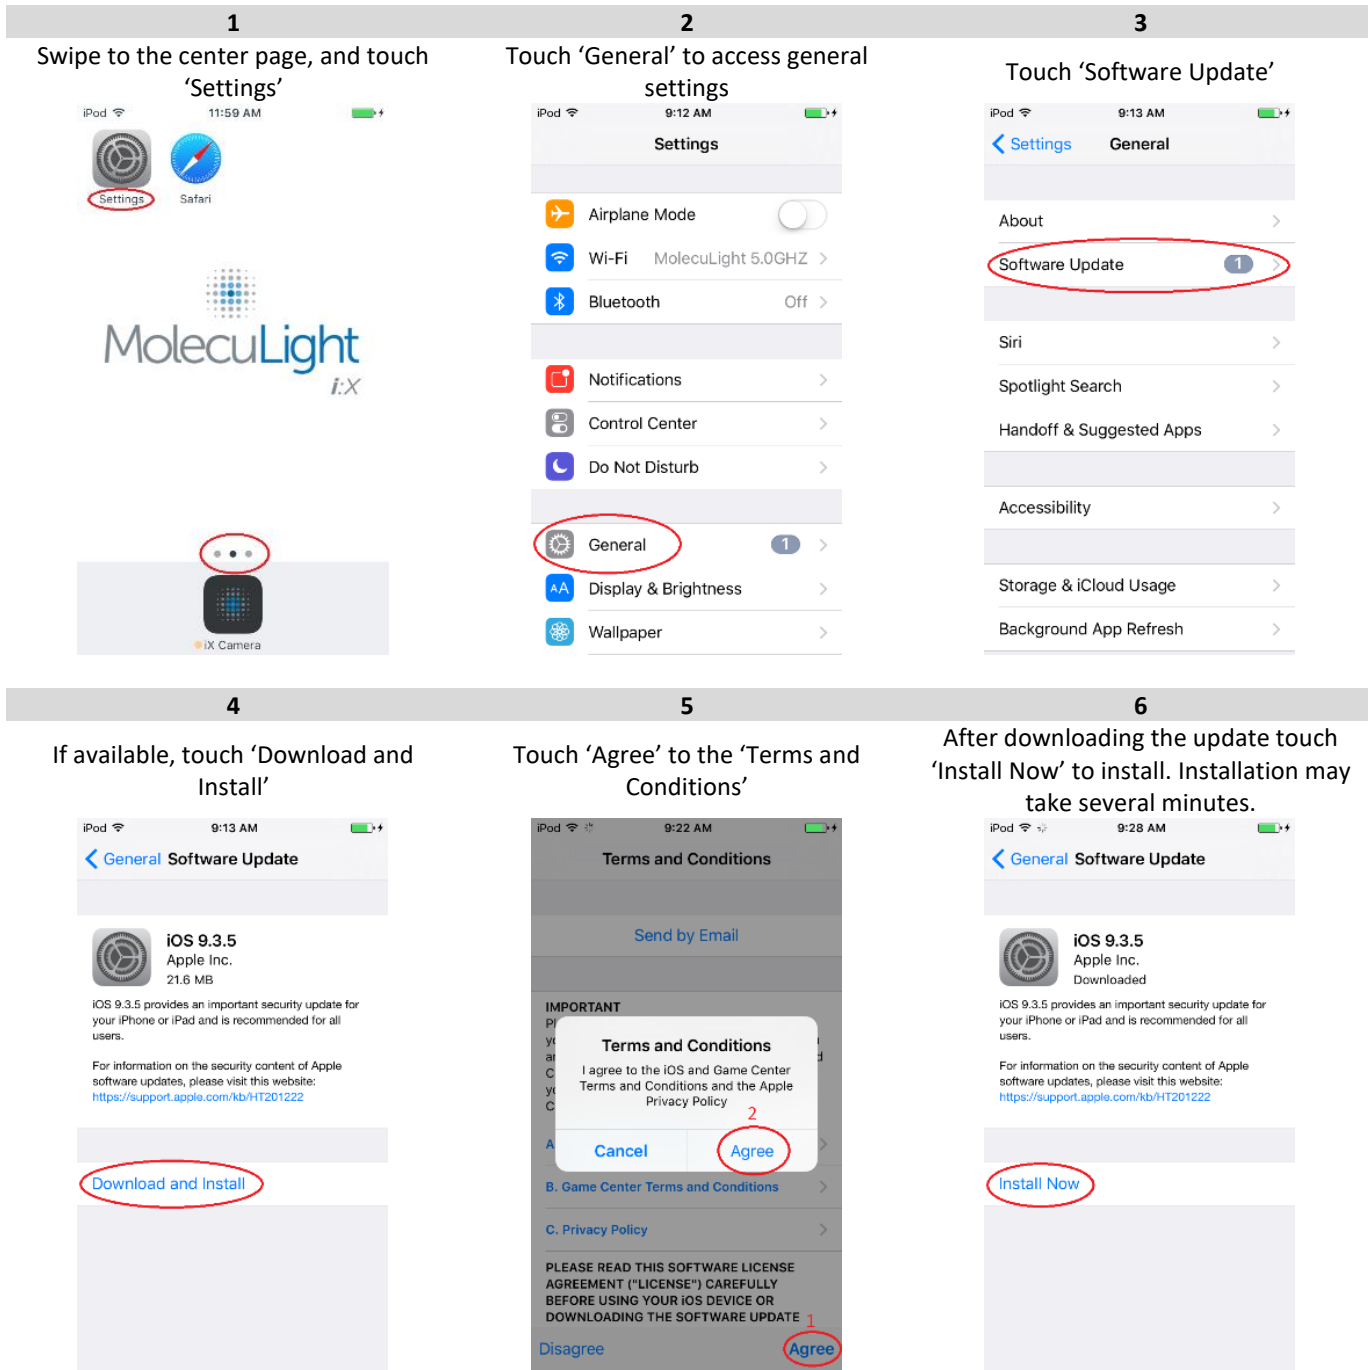 1
Swipe to the center page, and touch
‘Settings’
iPod 11:59 AM
Settings Safari
MolecuLight
i:X
iX Camera
2
Touch ‘General’ to access general
settings
iPod 9:12 AM
Settings
Airplane Mode
Wi-Fi MolecuLight 5.0GHZ
Bluetooth Off
Notifications
Control Center
Do Not Disturb
General 1
AA Display & Brightness
Wallpaper
3
Touch ‘Software Update’
iPod 9:13 AM
Settings General
About
Software Update 1
Siri
Spotlight Search
Handoff & Suggested Apps
Accessibility
Storage & iCloud Usage
Background App Refresh
4
If available, touch ‘Download and
Install’
iPod 9:13 AM
General Software Update
iOS 9.3.5
Apple Inc.
21.6 MB
iOS 9.3.5 provides an important security update for
your iPhone or iPad and is recommended for all
users.
For information on the security content of Apple
software updates, please visit this website:
https://support.apple.com/kb/HT201222
Download and Install
5
Touch ‘Agree’ to the ‘Terms and
Conditions’
iPod 9:22 AM
Terms and Conditions
Send by Email
IMPORTANT
Terms and Conditions
I agree to the iOS and Game Center
Terms and Conditions and the Apple
Privacy Policy
2
Cancel Agree
B. Game Center Terms and Conditions
C. Privacy Policy
PLEASE READ THIS SOFTWARE LICENSE
AGREEMENT ("LICENSE") CAREFULLY
BEFORE USING YOUR iOS DEVICE OR
DOWNLOADING THE SOFTWARE UPDATE
1
Disagree Agree
6
After downloading the update touch
‘Install Now’ to install. Installation may
take several minutes.
iPod 9:28 AM
General Software Update
iOS 9.3.5
Apple Inc.
Downloaded
iOS 9.3.5 provides an important security update for
your iPhone or iPad and is recommended for all
users.
For information on the security content of Apple
software updates, please visit this website:
https://support.apple.com/kb/HT201222
Install Now